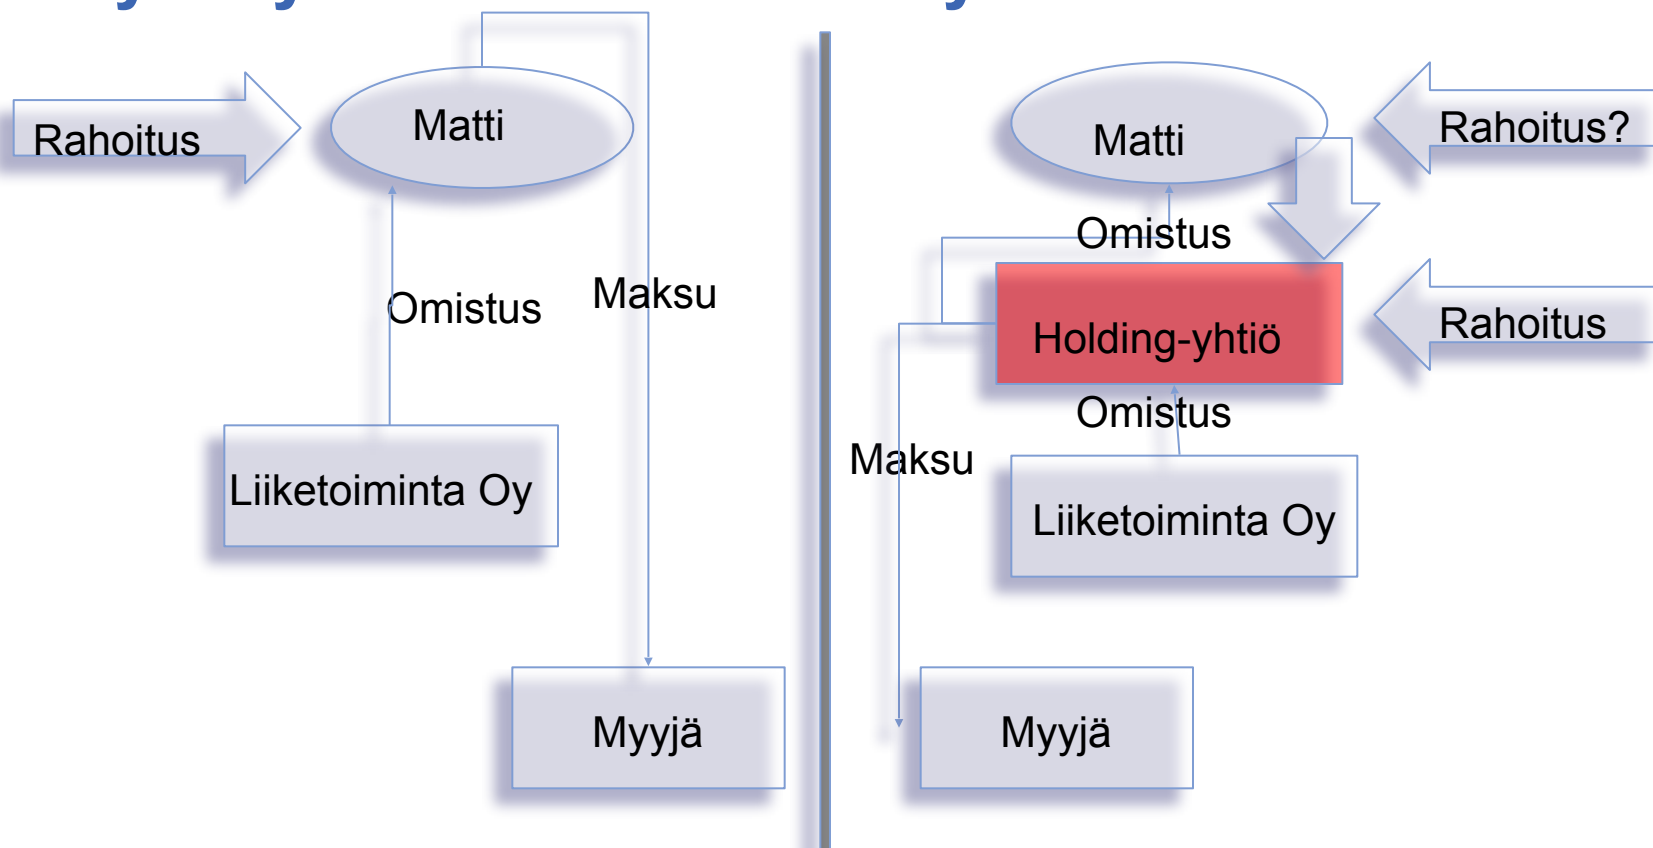 Rahoitus
Matti
Omistus
Maksu
Liiketoiminta Oy
Myyjä
Matti
Rahoitus?
Omistus
Holding-yhtiö
Rahoitus
Omistus
Maksu
Liiketoiminta Oy
Myyjä